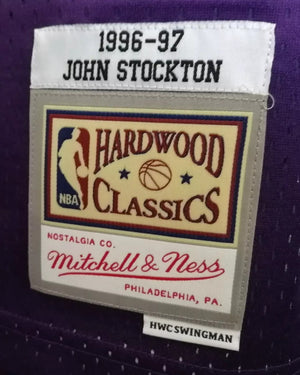 1996-97
JOHN STOCKTON
NBA
HARDWOOD
CLASSICS
NOSTALGIA CO.
Mitchell & Ness
PHILADELPHIA, PA.
HWC SWINGMAN